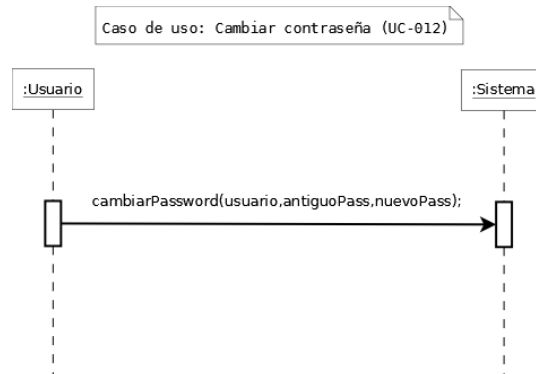 Caso de uso: Cambiar contraseña (UC-012)
:Usuario
:Sistema
cambiarPassword(usuario,antiguoPass,nuevoPass);